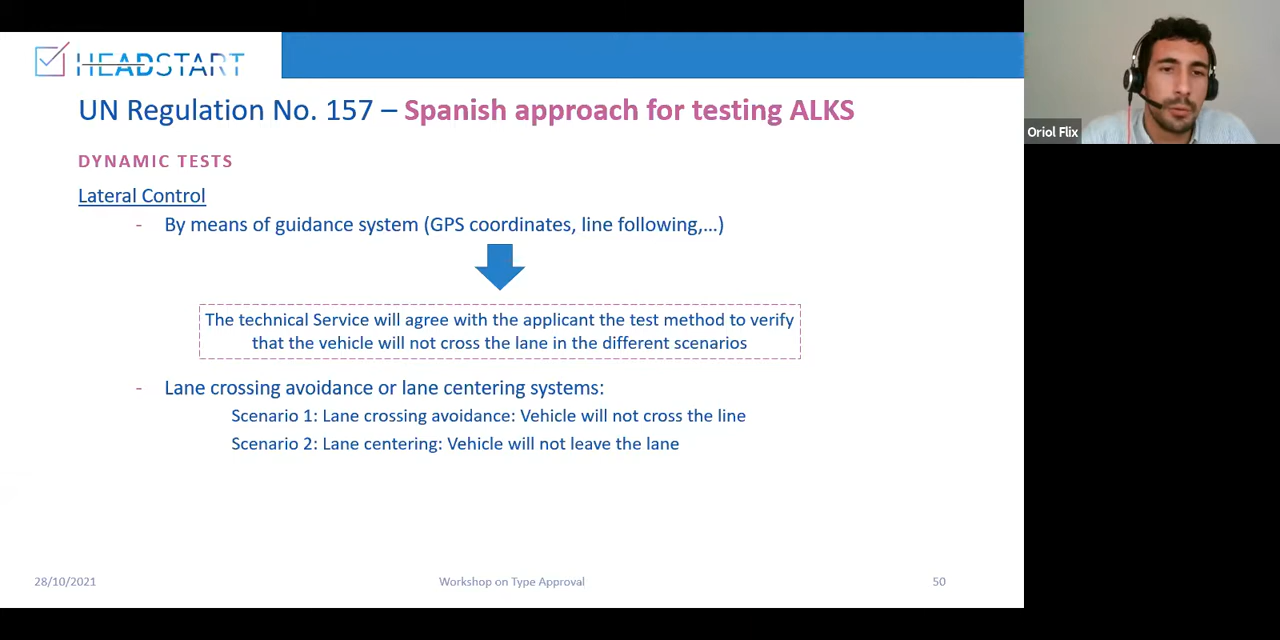 HEADSTART
UN Regulation No. 157 – Spanish approach for testing ALKS
Oriol Flix
DYNAMIC TESTS
Lateral Control
- By means of guidance system (GPS coordinates, line following,...)
The technical Service will agree with the applicant the test method to verify
that the vehicle will not cross the lane in the different scenarios
- Lane crossing avoidance or lane centering systems:
Scenario 1: Lane crossing avoidance: Vehicle will not cross the line
Scenario 2: Lane centering: Vehicle will not leave the lane
28/10/2021
Workshop on Type Approval
50